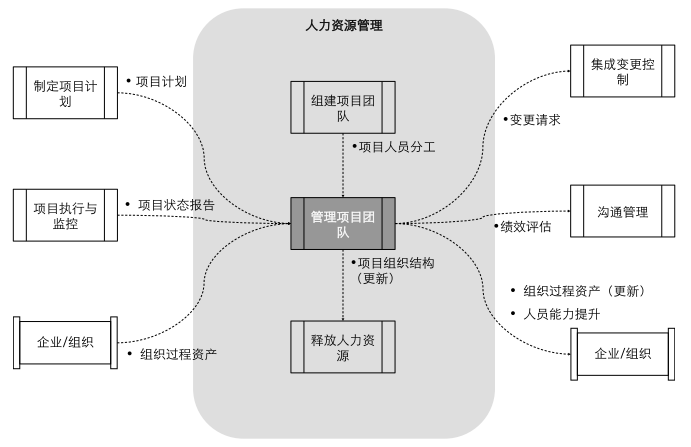 人力资源管理
制定项目计
划
• 项目计划
组建项目团
队
集成变更控
制
•变更请求
•项目人员分工
项目执行与
监控
• 项目状态报告
管理项目团
队
沟通管理
•绩效评估
•项目组织结构
（更新）
企业/组织
• 组织过程资产
释放人力资
源
• 组织过程资产（更新）
• 人员能力提升
企业/组织